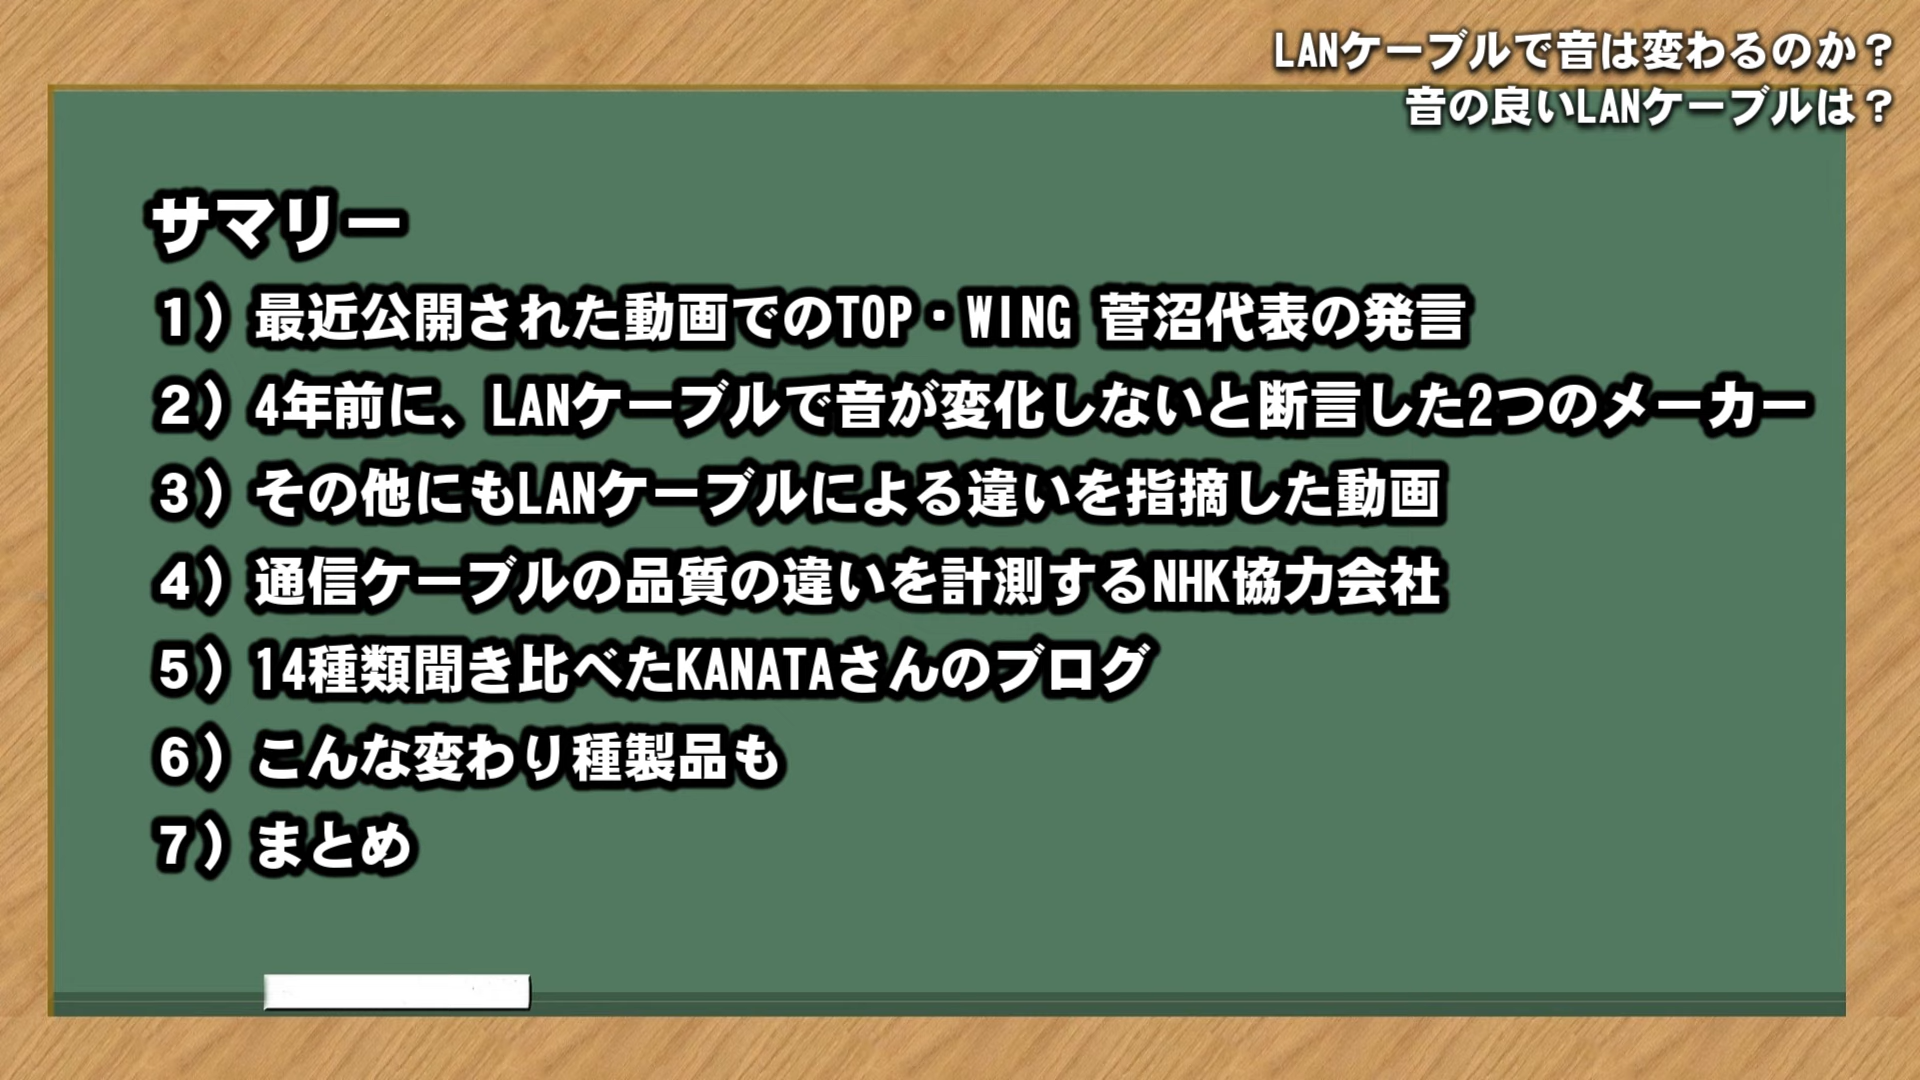 LANケーブルで音は変わるのか？
音の良いLANケーブルは？
サマリー
１）最近公開された動画でのTOP・WING 菅沼代表の発言
２）4年前に、LANケーブルで音が変化しないと断言した2つのメーカー
３）その他にもLANケーブルによる違いを指摘した動画
４）通信ケーブルの品質の違いを計測するNHK協力会社
５）14種類聞き比べたKANATAさんのブログ
６）こんな変わり種製品も
７）まとめ